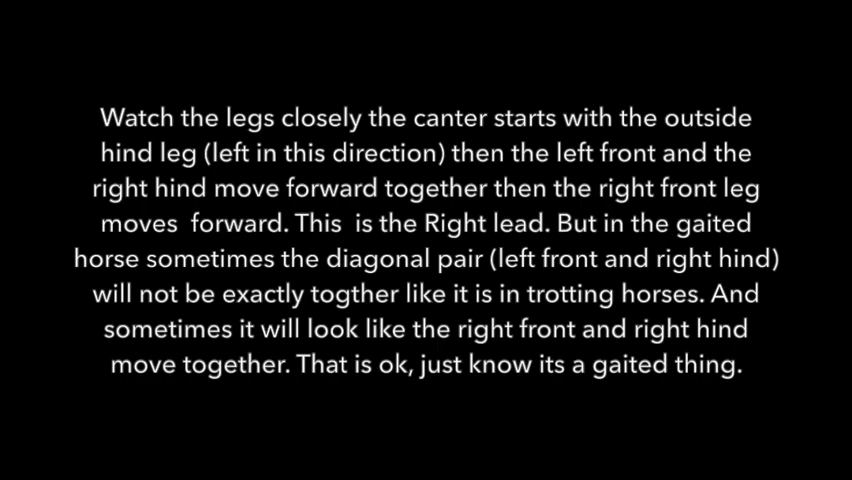 Watch the legs closely the canter starts with the outside
hind leg (left in this direction) then the left front and the
right hind move forward together then the right front leg
moves  forward. This  is the Right lead. But in the gaited
horse sometimes the diagonal pair (left front and right hind)
will not be exactly togther like it is in trotting horses. And
sometimes it will look like the right front and right hind
move together. That is ok, just know its a gaited thing.